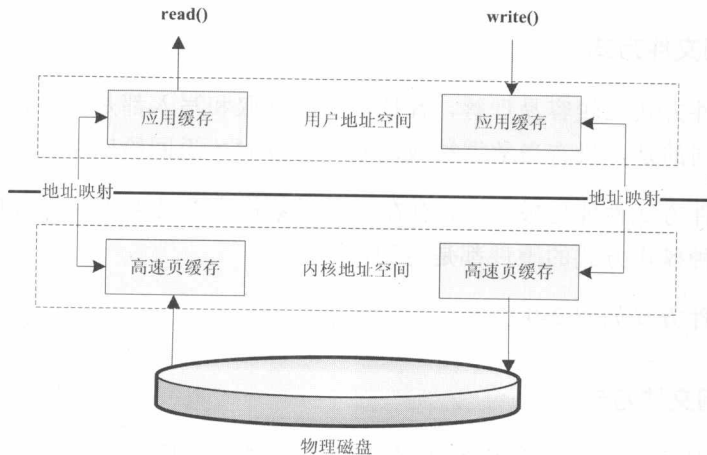 read()
write()
应用缓存
用户地址空间
应用缓存
地址映射
地址映射
高速页缓存
内核地址空间
高速页缓存
物理磁盘